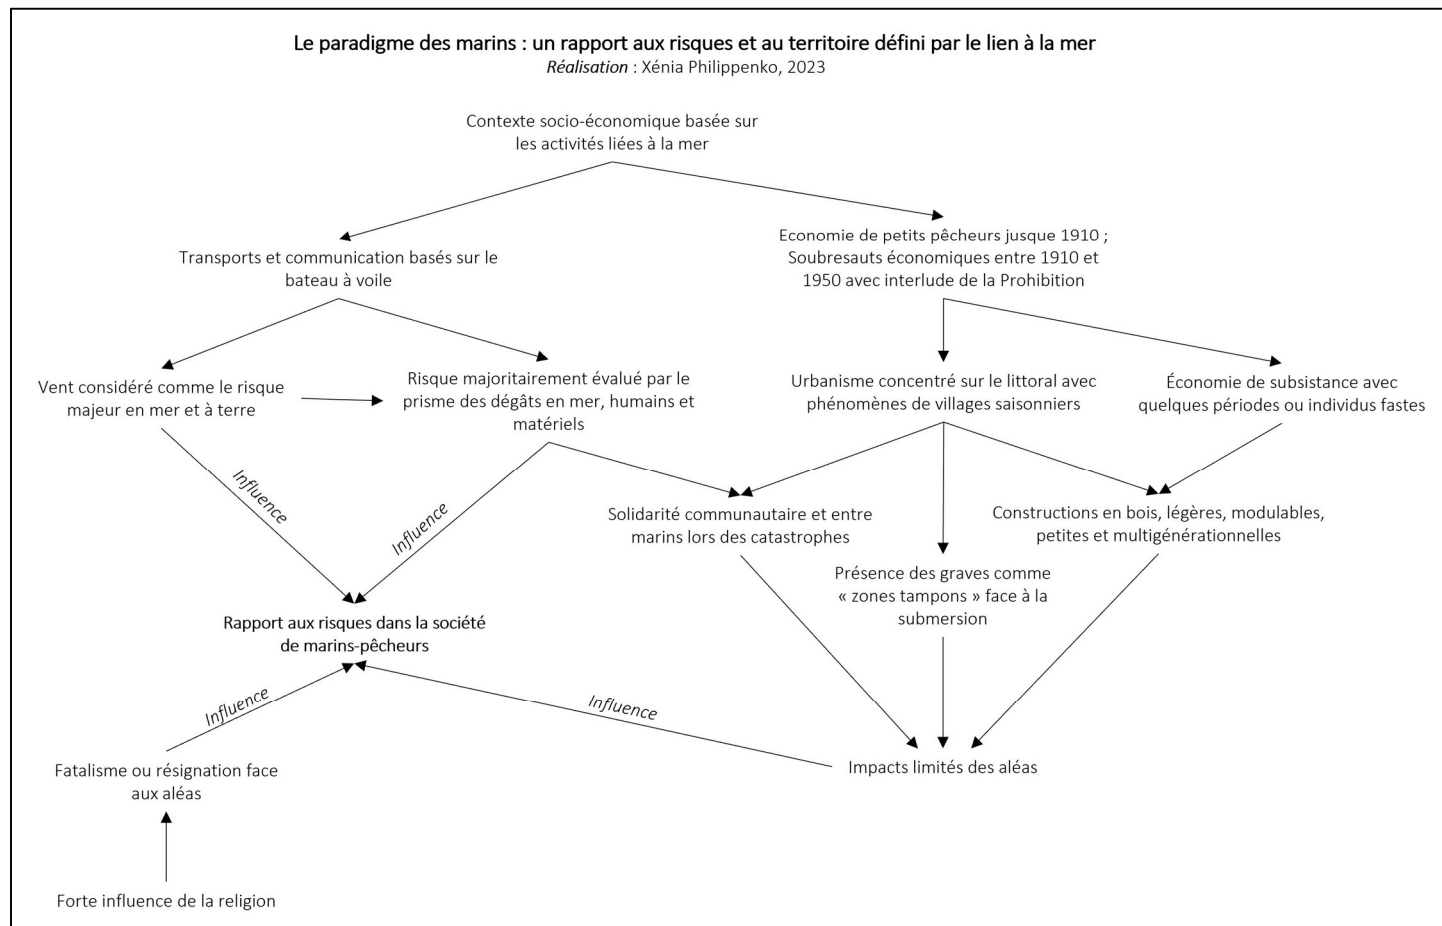 Le paradigme des marins : un rapport aux risques et au territoire défini par le lien à la mer
Réalisation : Xénia Philippenko, 2023
Contexte socio-économique basée sur
les activités liées à la mer
Transports et communication basés sur le
bateau à voile
Economie de petits pêcheurs jusque 1910 ;
Soubresauts économiques entre 1910 et
1950 avec interlude de la Prohibition
Vent considéré comme le risque
majeur en mer et à terre
Risque majoritairement évalué par le
prisme des dégâts en mer, humains et
matériels
Urbanisme concentré sur le littoral avec
phénomènes de villages saisonniers
Économie de subsistance avec
quelques périodes ou individus fastes
Influence
Influence
Solidarité communautaire et entre
marins lors des catastrophes
Constructions en bois, légères, modulables,
petites et multigénérationnelles
Présence des graves comme
« zones tampons » face à la
submersion
Rapport aux risques dans la société
de marins-pêcheurs
Influence
Influence
Fatalisme ou résignation face
aux aléas
Impacts limités des aléas
Forte influence de la religion